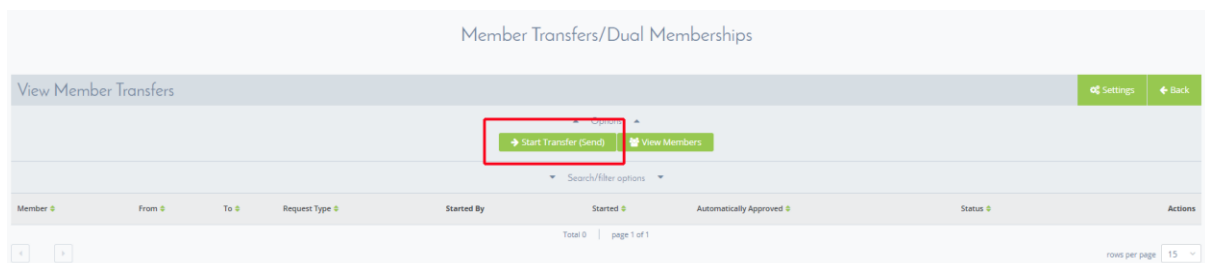 Member Transfers/Dual Memberships
View Member Transfers
Settings
Back
Options
Start Transfer (Send)
View Members
Search/filter options
Member From To Request Type Started By Started Automatically Approved Status Actions
Total 0 | page 1 of 1
< >
rows per page 15